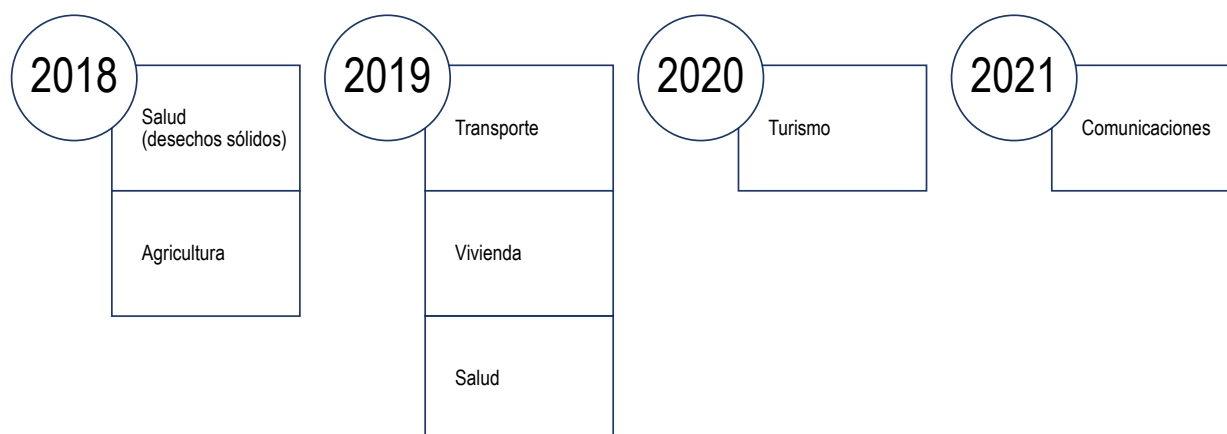 2018
Salud
(desechos sólidos)
Agricultura
2019
Transporte
Vivienda
Salud
2020
Turismo
2021
Comunicaciones